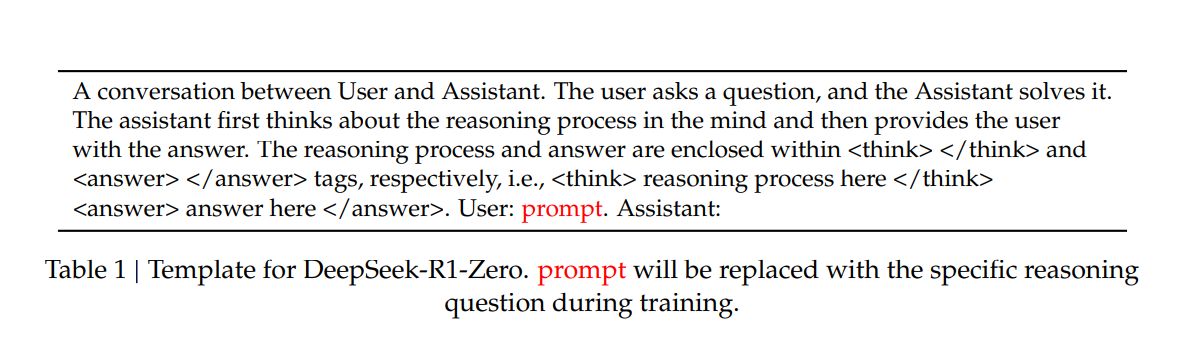 A conversation between User and Assistant. The user asks a question, and the Assistant solves it.
The assistant first thinks about the reasoning process in the mind and then provides the user
with the answer. The reasoning process and answer are enclosed within <think> </think> and
<answer> </answer> tags, respectively, i.e., <think> reasoning process here </think>
<answer> answer here </answer>. User: prompt. Assistant:
Table 1 | Template for DeepSeek-R1-Zero. prompt will be replaced with the specific reasoning
question during training.